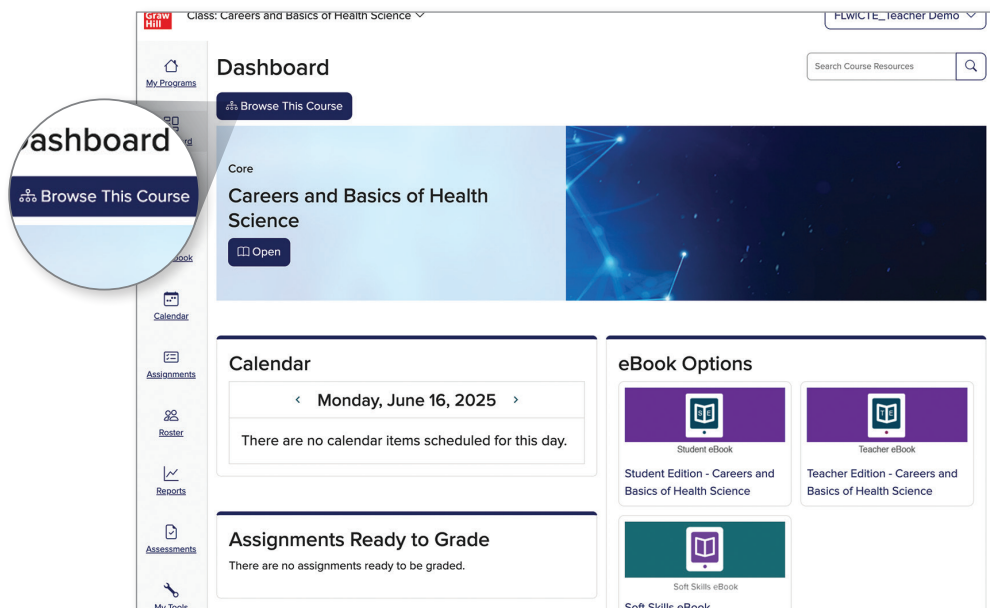 Graw
Hill
Class: Careers and Basics of Health Science
FLwICTE_Teacher Demo
My Programs
Dashboard
Search Course Resources
Browse This Course
rd
ashboard
Browse This Course
Core
Careers and Basics of Health
Science
Open
ook
Calendar
Assignments
Roster
Reports
Assessments
My Tools
Calendar
Monday, June 16, 2025
There are no calendar items scheduled for this day.
Assignments Ready to Grade
There are no assignments ready to be graded.
eBook Options
S E
Student eBook
Student Edition - Careers and
Basics of Health Science
T E
Teacher eBook
Teacher Edition - Careers and
Basics of Health Science
Soft Skills eBook
Soft Skills eBook